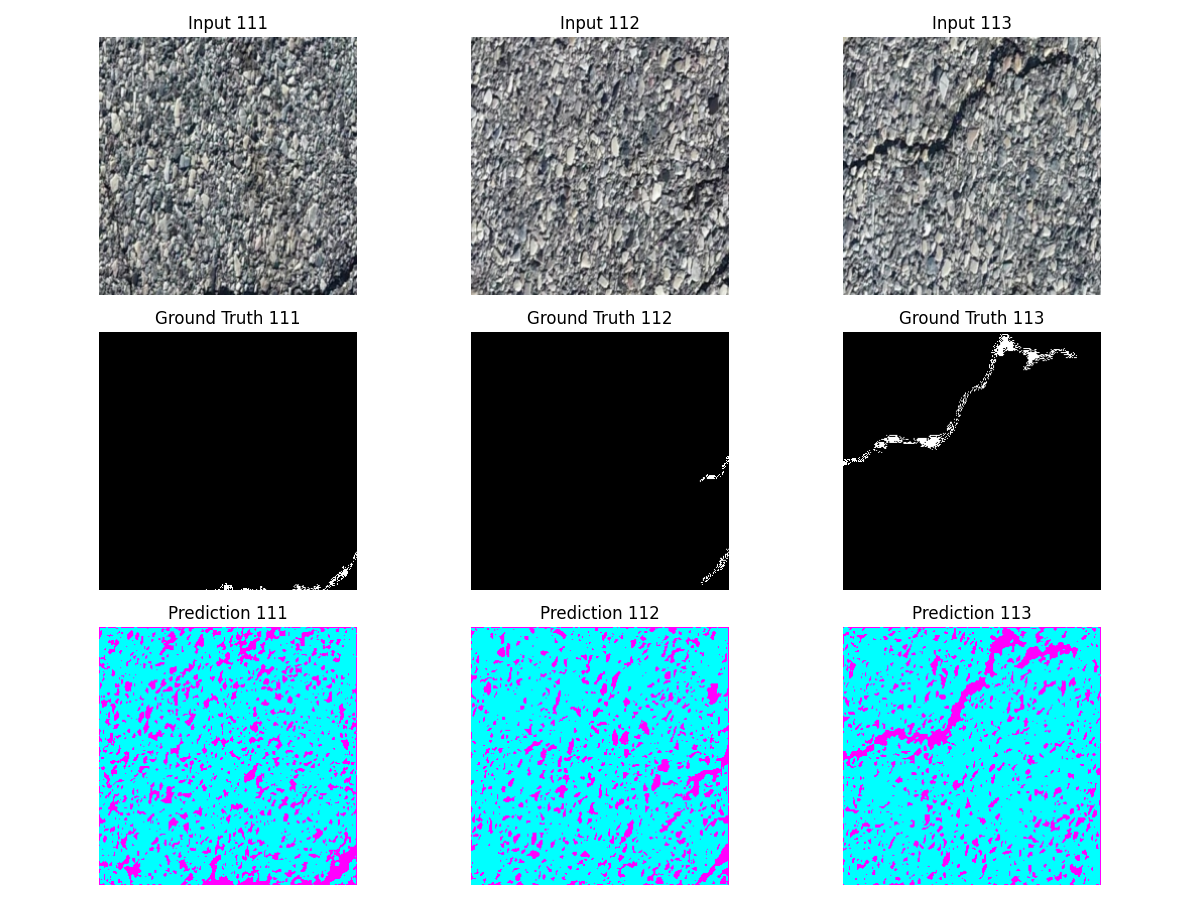 Input 111
Input 112
Input 113
Ground Truth 111
Ground Truth 112
Ground Truth 113
Prediction 111
Prediction 112
Prediction 113